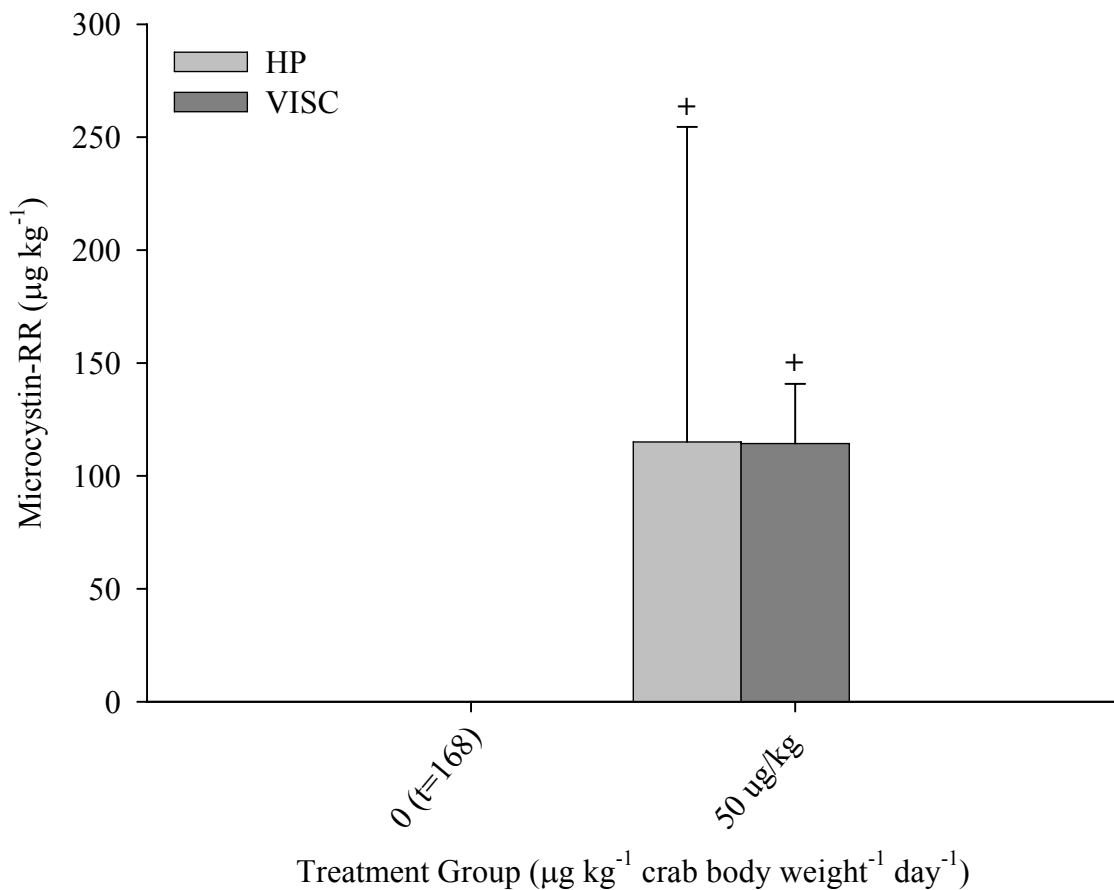 300
250
200
150
100
50
0
Microcystin-RR (μg kg⁻¹)
HP
VISC
+
+
0 (t=168)
50 ug/kg
Treatment Group (μg kg⁻¹ crab body weight⁻¹ day⁻¹)